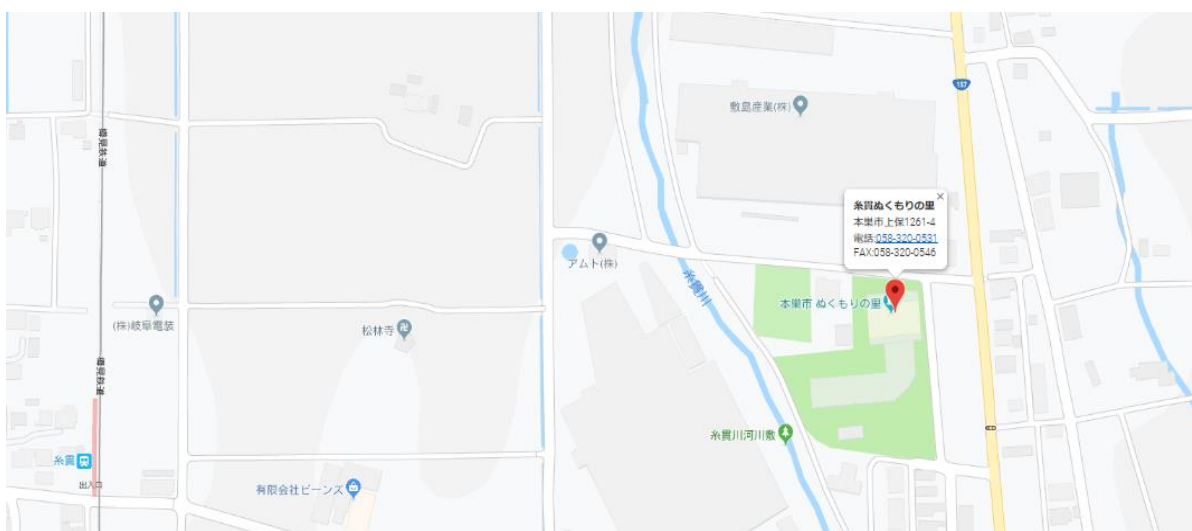 157
敷島産業(株)
樽見鉄道
×
糸貫ぬくもりの里
本巣市上保1261-4
電話:058-320-0531
FAX:058-320-0546
アムト(株)
糸貫川
本巣市 ぬくもりの里
(株)岐阜電装
松林寺
樽見鉄道
糸貫川河川敷
糸貫
出入口
有限会社ビーンズ